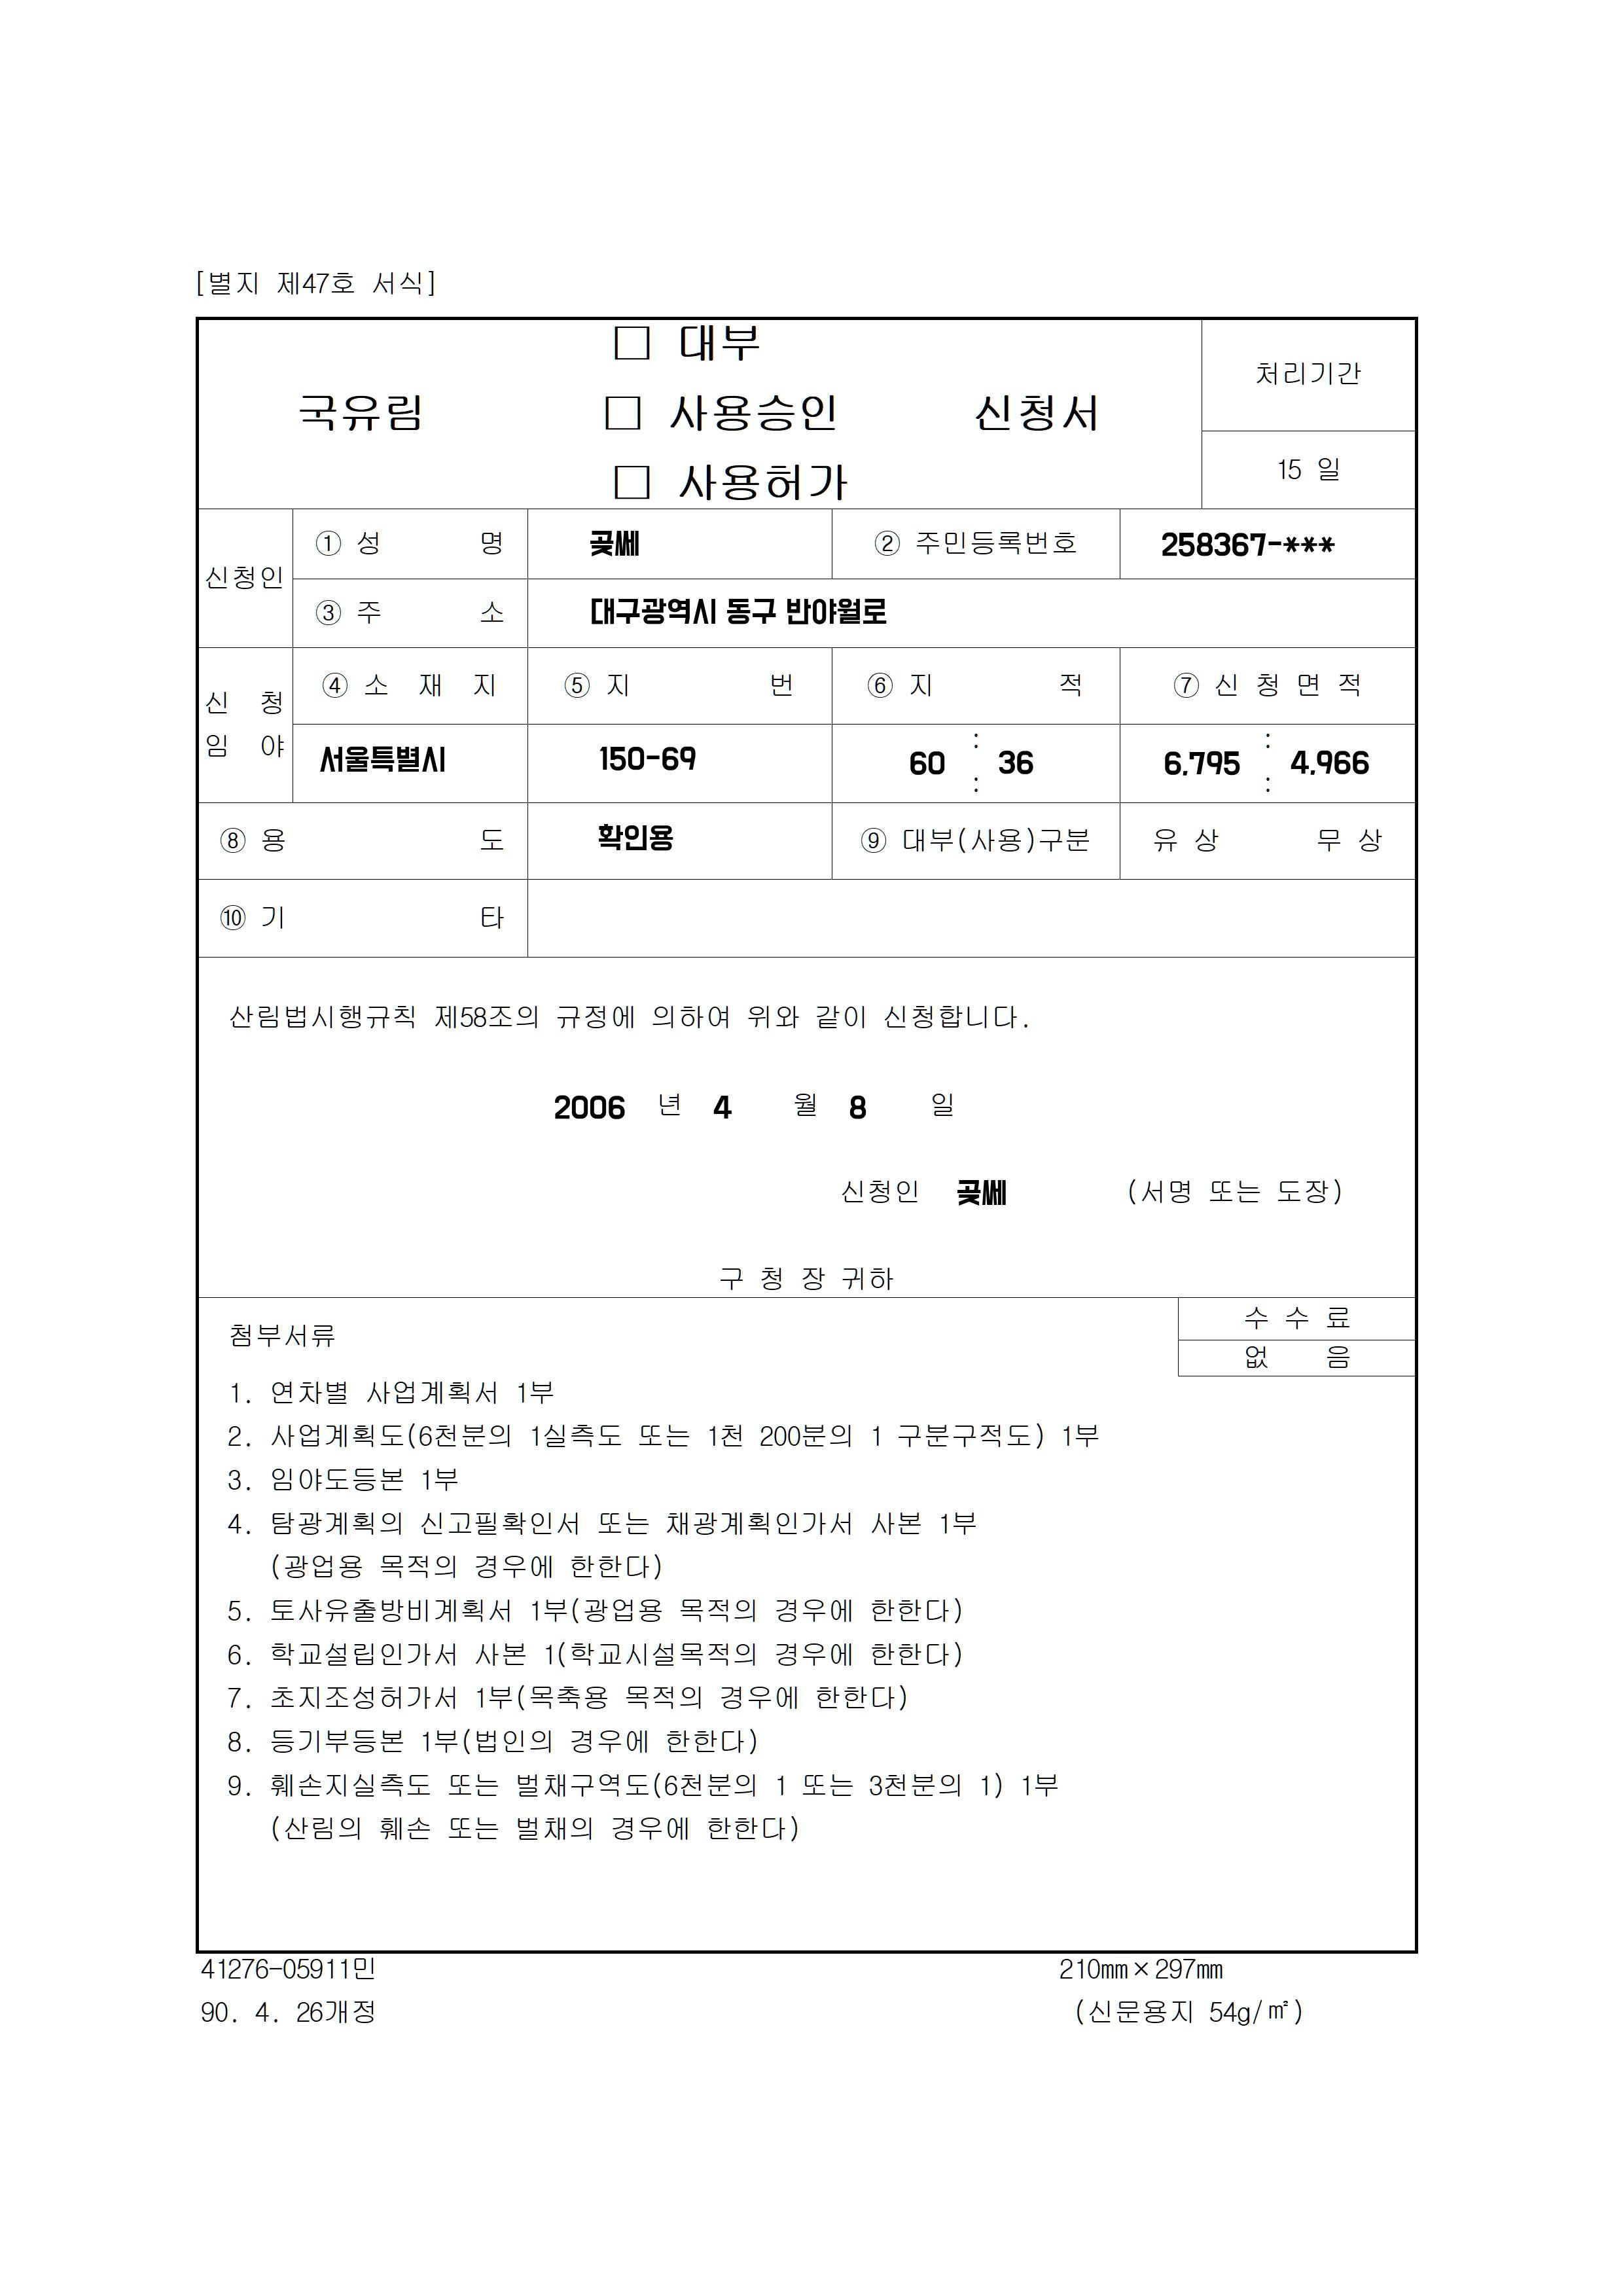 [별지 제47호 서식]
□ 대부
처리기간
국유림 □ 사용승인 신청서
□ 사용허가
15 일
신청인 ① 성 명 곶쎄 ② 주민등록번호 258367-***
③ 주 소 대구광역시 동구 반야월로
신 청 임 야 ④ 소 재 지 ⑤ 지 번 ⑥ 지 적 ⑦ 신 청 면 적
서울특별시 150-69 60 : 36 6,795 : 4,966
⑧ 용 도 확인용 ⑨ 대부(사용)구분 유 상 무 상
⑩ 기 타
산림법시행규칙 제58조의 규정에 의하여 위와 같이 신청합니다.
2006 년 4 월 8 일
신청인 곶쎄 (서명 또는 도장)
구 청 장 귀하
수 수 료
없 음
첨부서류
1. 연차별 사업계획서 1부
2. 사업계획도(6천분의 1실측도 또는 1천 200분의 1 구분구적도) 1부
3. 임야도등본 1부
4. 탐광계획의 신고필확인서 또는 채광계획인가서 사본 1부
(광업용 목적의 경우에 한한다)
5. 토사유출방비계획서 1부(광업용 목적의 경우에 한한다)
6. 학교설립인가서 사본 1(학교시설목적의 경우에 한한다)
7. 초지조성허가서 1부(목축용 목적의 경우에 한한다)
8. 등기부등본 1부(법인의 경우에 한한다)
9. 훼손지실측도 또는 벌채구역도(6천분의 1 또는 3천분의 1) 1부
(산림의 훼손 또는 벌채의 경우에 한한다)
41276-05911민 210㎜×297㎜
90. 4. 26개정 (신문용지 54g/㎡)